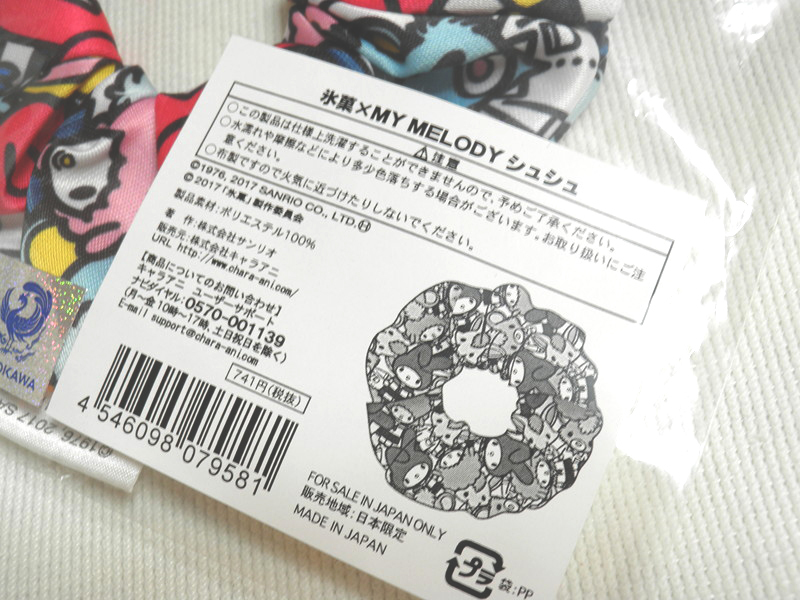 氷菓×MY MELODY シュシュ
⚠注意
○この製品は仕様上洗濯することができませんので、予めご了承ください。
○水濡れや摩擦などにより多少色落ちする場合がございます。お取り扱いにご注
意ください。
○布製ですので火気に近づけたりしないでください。
©1976, 2017 SANRIO CO., LTD.Ⓗ
©2017「氷菓」製作委員会
製品素材:ポリエステル100%
著 作:株式会社サンリオ
販売元:株式会社キャラアニ
URL http://www.chara-ani.com/
【商品についてのお問い合わせ】
キャラアニ ユーザーサポート
ナビダイヤル:0570-001139
(月~金 10時~17時、土日祝日を除く)
E-mail support@chara-ani.com
741円(税抜)
4 546098 079581
FOR SALE IN JAPAN ONLY
販売地域:日本限定
MADE IN JAPAN
プラ
袋:PP
OKAWA
©1976, 2017 SA